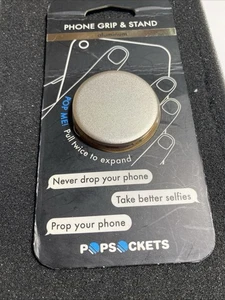 PHONE GRIP & STAND
POP ME!
Pull twice to expand
Never drop your phone
Take better selfies
Prop your phone
POPSOCKETS